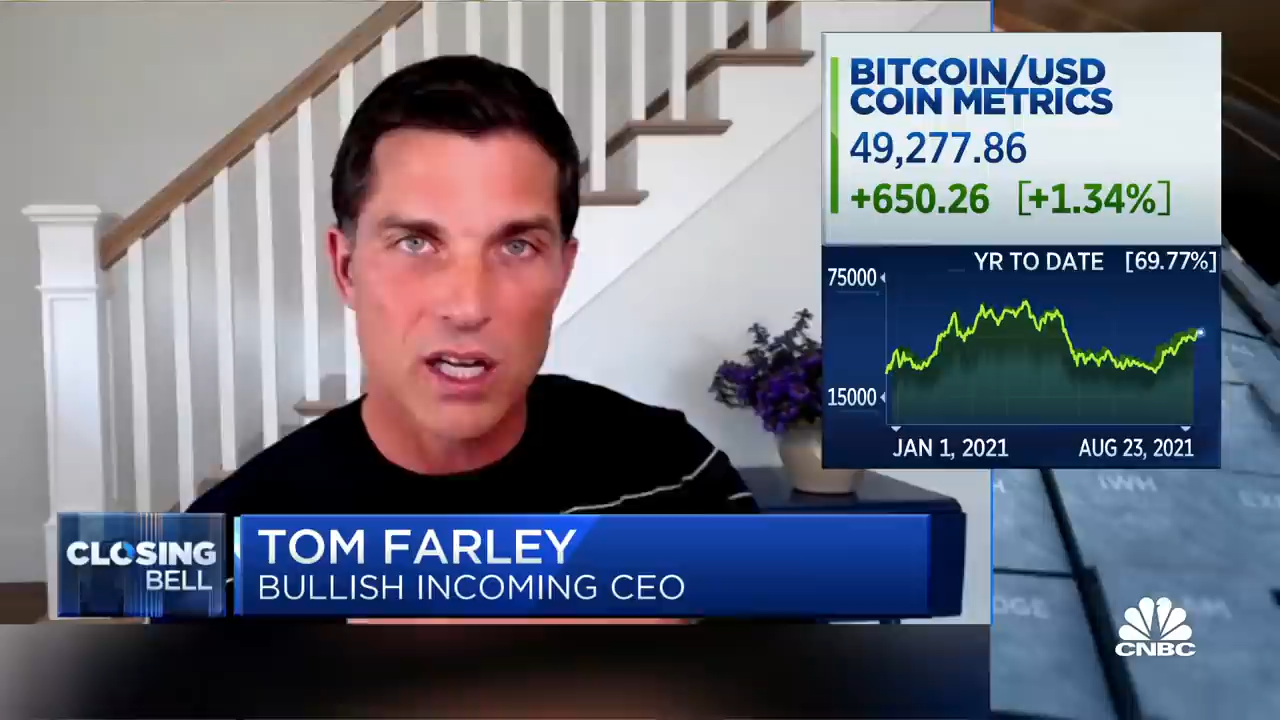 BITCOIN/USD
COIN METRICS
49,277.86
+650.26 [+1.34%]
YR TO DATE [69.77%]
75000
15000
JAN 1, 2021 AUG 23, 2021
IWM
CLOSING
BELL
TOM FARLEY
BULLISH INCOMING CEO
CNBC